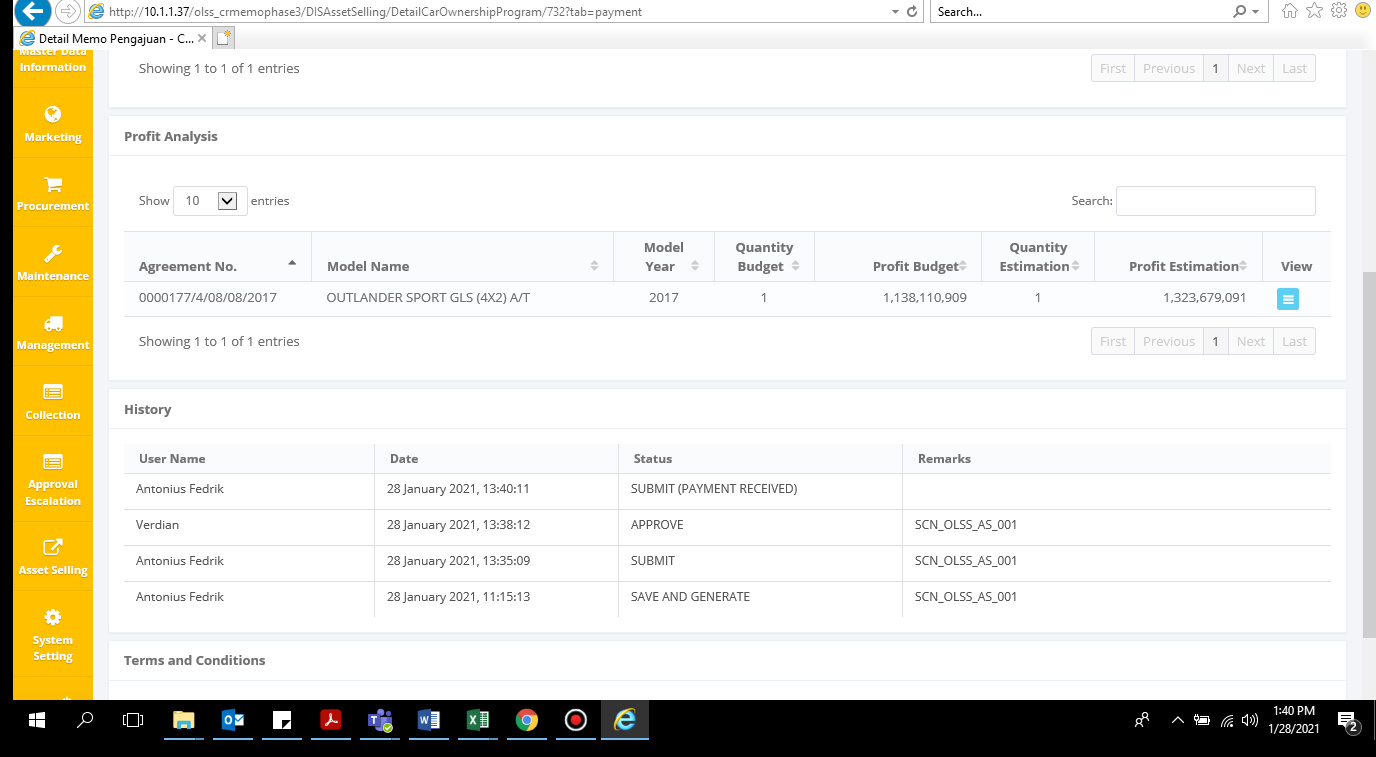 http://10.1.1.37/olss_crmemophase3/DISAssetSelling/DetailCarOwnershipProgram/732?tab=payment
Search...
Detail Memo Pengajuan - C...
Master Data
Information
Marketing
Procurement
Maintenance
Management
Collection
Approval
Escalation
Asset Selling
System
Setting
Showing 1 to 1 of 1 entries
First Previous 1 Next Last
Profit Analysis
Show 10 entries
Search:
Agreement No. Model Name Model Year Quantity Budget Profit Budget Quantity Estimation Profit Estimation View
0000177/4/08/08/2017 OUTLANDER SPORT GLS (4X2) A/T 2017 1 1,138,110,909 1 1,323,679,091
Showing 1 to 1 of 1 entries
First Previous 1 Next Last
History
User Name Date Status Remarks
Antonius Fedrik 28 January 2021, 13:40:11 SUBMIT (PAYMENT RECEIVED)
Verdian 28 January 2021, 13:38:12 APPROVE SCN_OLSS_AS_001
Antonius Fedrik 28 January 2021, 13:35:09 SUBMIT SCN_OLSS_AS_001
Antonius Fedrik 28 January 2021, 11:15:13 SAVE AND GENERATE SCN_OLSS_AS_001
Terms and Conditions
1:40 PM
1/28/2021
2